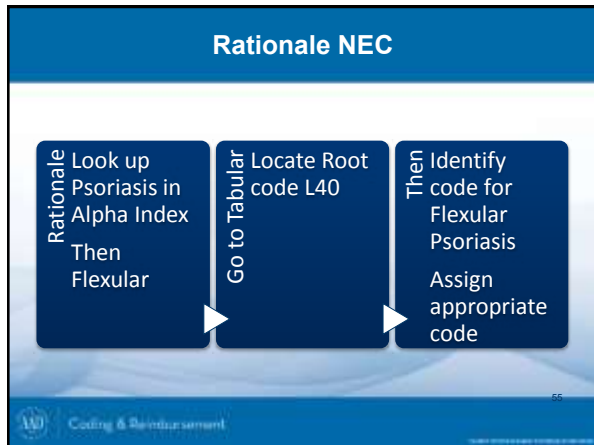 Rationale NEC
Rationale
Look up
Psoriasis in
Alpha Index
Then
Flexular
Go to Tabular
Locate Root
code L40
Then
Identify
code for
Flexular
Psoriasis
Assign
appropriate
code
55
Coding & Reimbursement